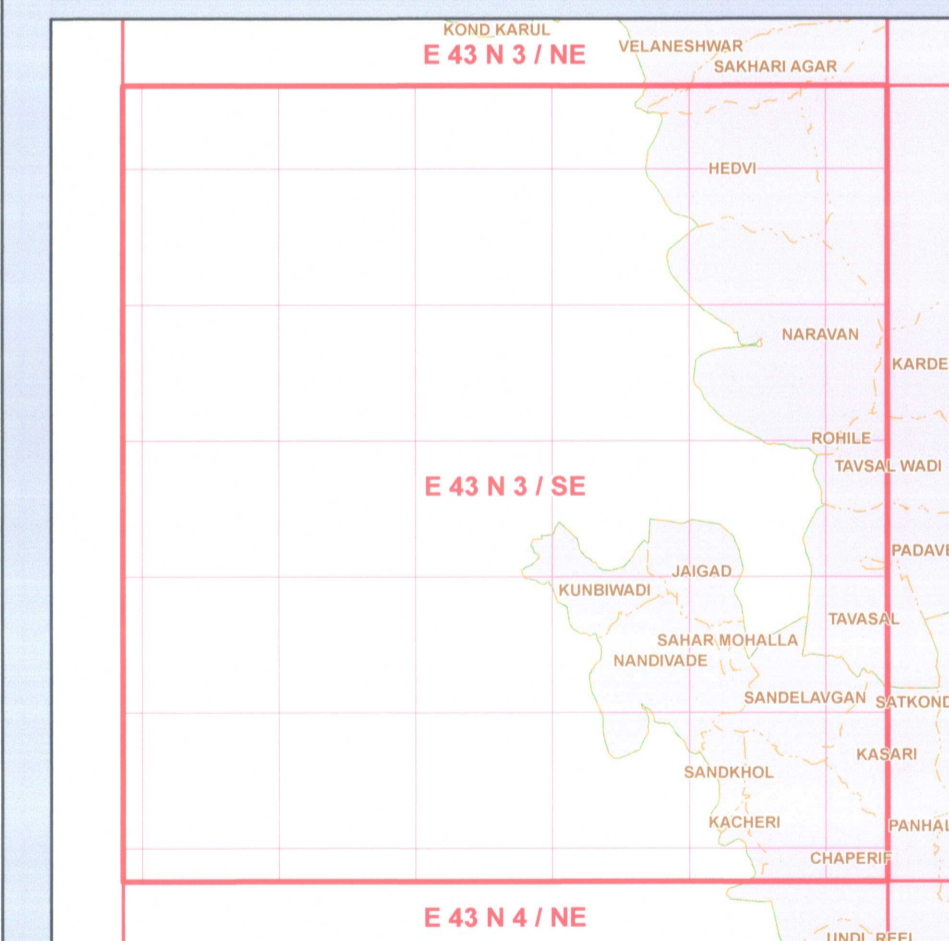 KOND KARUL
E 43 N 3 / NE
VELANESHWAR
SAKHARI AGAR
HEDVI
NARAVAN
KARDE
ROHILE
TAVSAL WADI
E 43 N 3 / SE
PADAVE
JAIGAD
KUNBIWADI
TAVASAL
SAHAR MOHALLA
NANDIVADE
SANDELAVGAN
SATKOND
KASARI
SANDKHOL
KACHERI
PANHAL
CHAPERIF
E 43 N 4 / NE